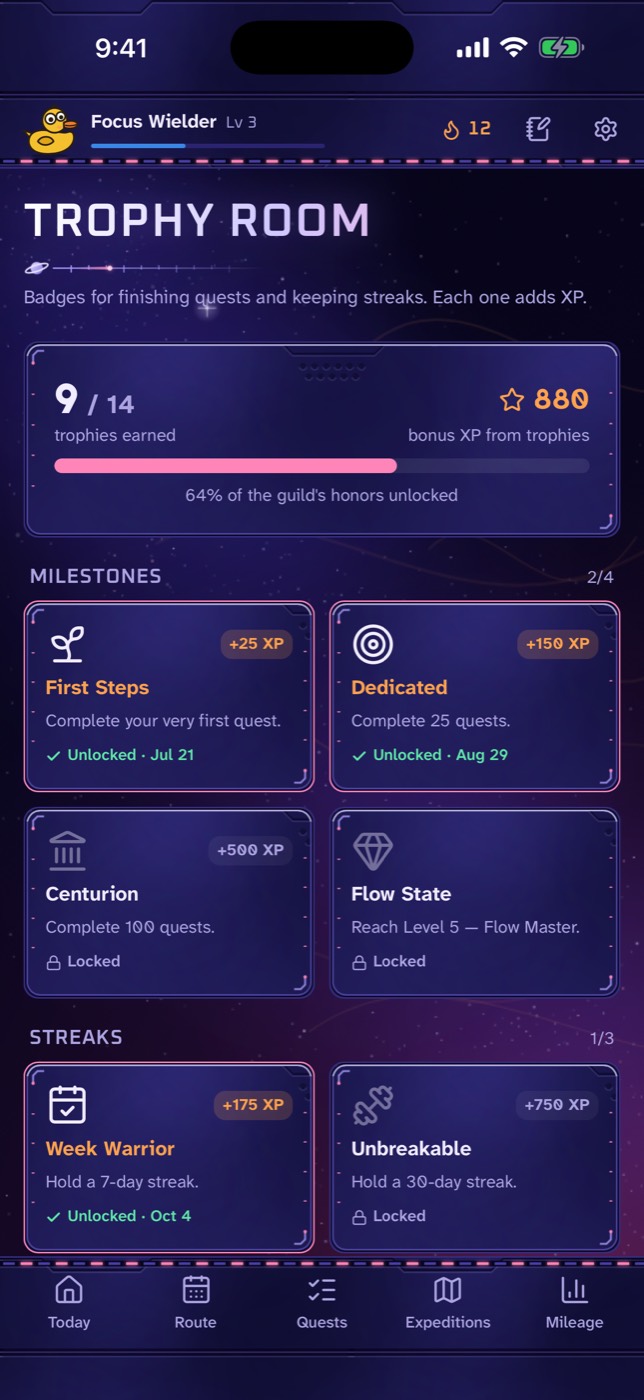 9:41
Focus Wielder Lv 3
12
TROPHY ROOM
Badges for finishing quests and keeping streaks. Each one adds XP.
9 / 14
880
trophies earned
bonus XP from trophies
64% of the guild's honors unlocked
MILESTONES
2/4
+25 XP
First Steps
Complete your very first quest.
Unlocked · Jul 21
+150 XP
Dedicated
Complete 25 quests.
Unlocked · Aug 29
+500 XP
Centurion
Complete 100 quests.
Locked
Flow State
Reach Level 5 — Flow Master.
Locked
STREAKS
1/3
+175 XP
Week Warrior
Hold a 7-day streak.
Unlocked · Oct 4
+750 XP
Unbreakable
Hold a 30-day streak.
Locked
Today
Route
Quests
Expeditions
Mileage